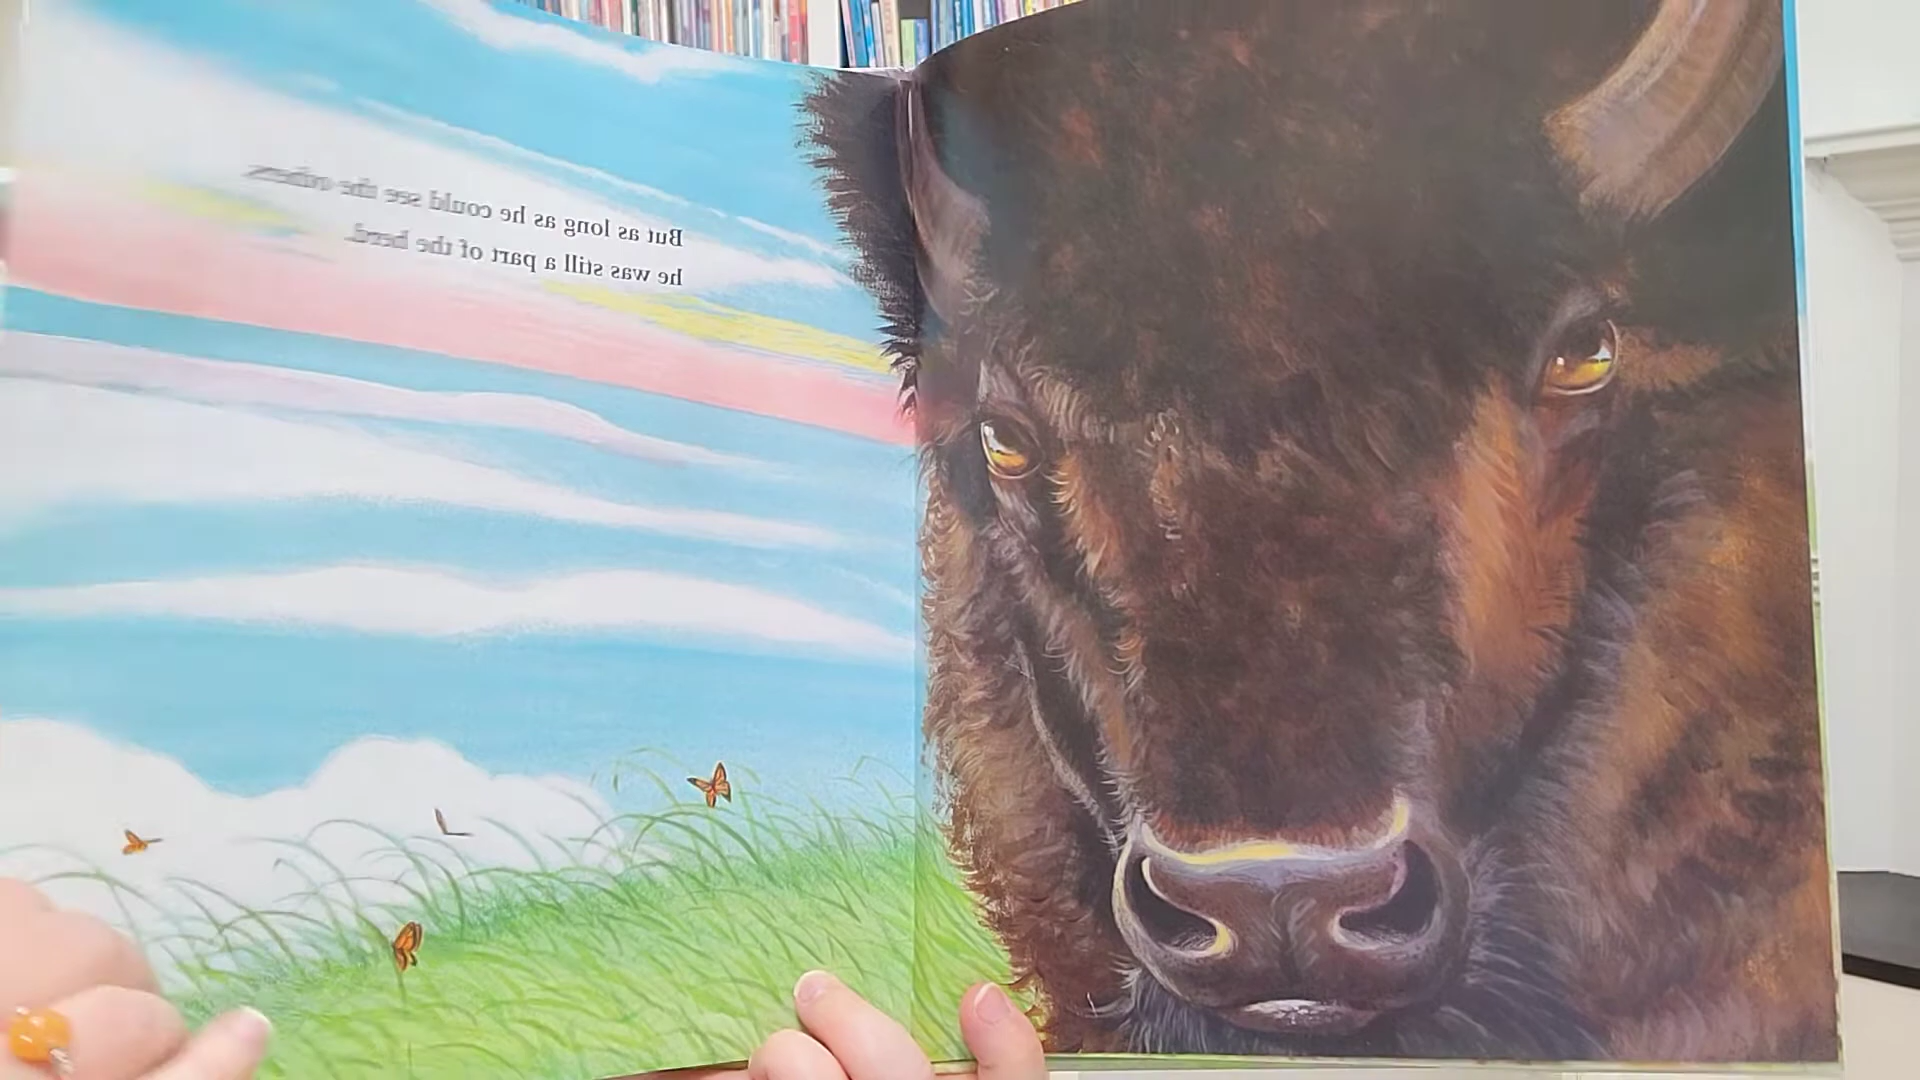 But as long as he could see the others,
he was still a part of the herd.